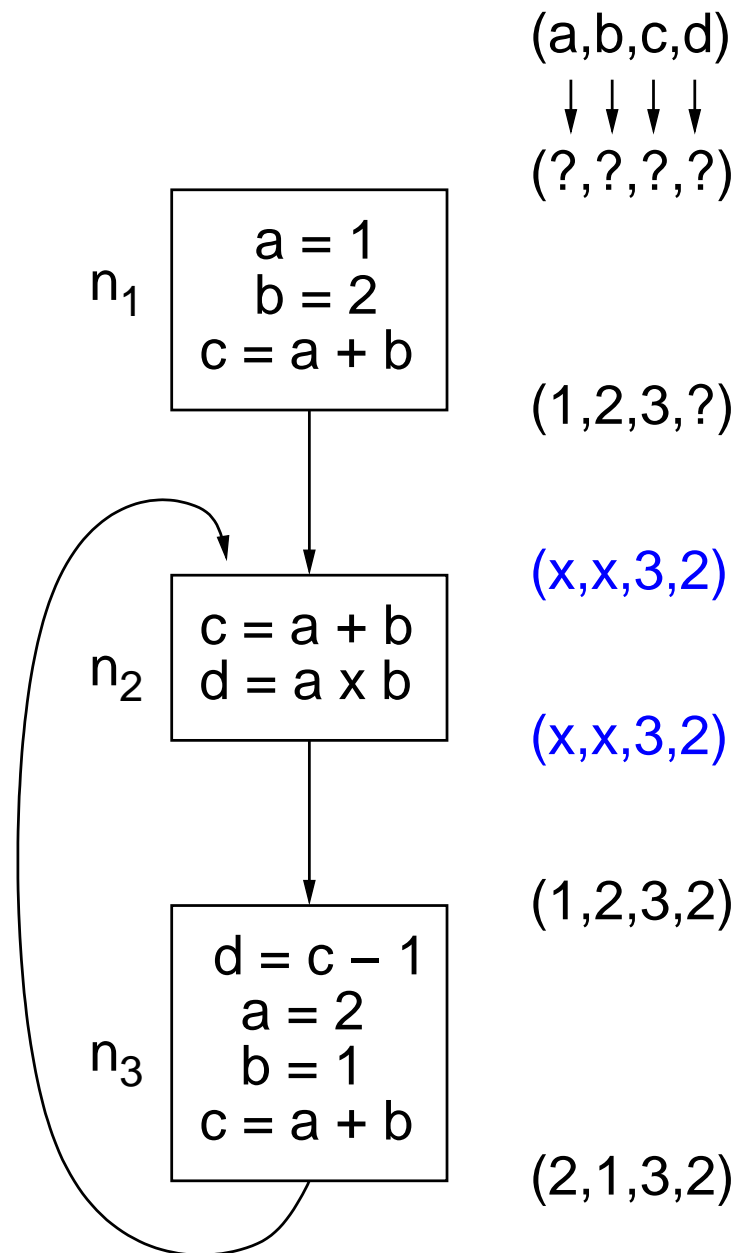 (a,b,c,d)
(?,?,?,?)
n1
a = 1
b = 2
c = a + b
(1,2,3,?)
(x,x,3,2)
n2
c = a + b
d = a x b
(x,x,3,2)
(1,2,3,2)
n3
d = c – 1
a = 2
b = 1
c = a + b
(2,1,3,2)